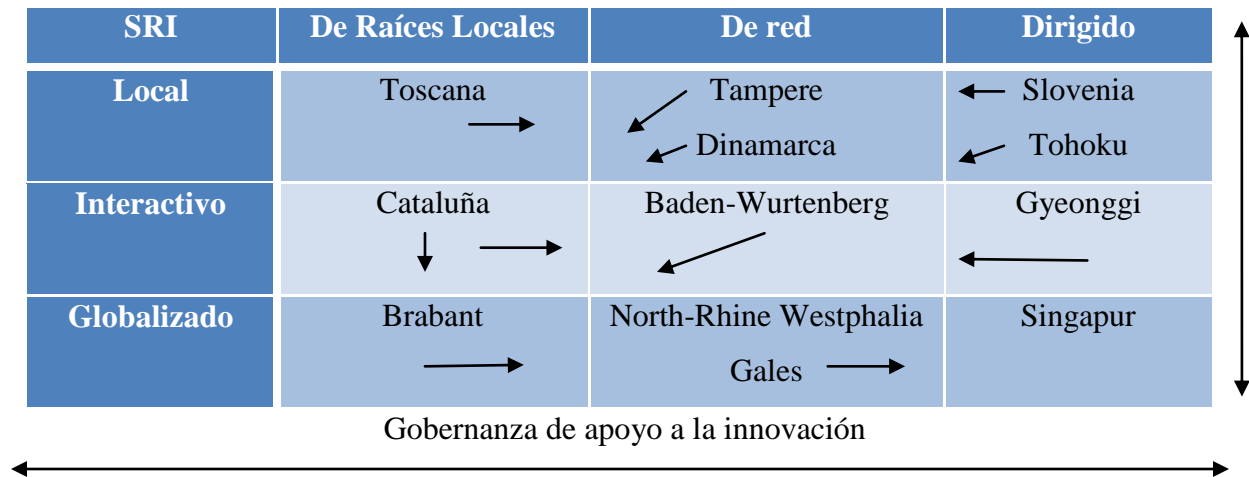 SRI De Raíces Locales De red Dirigido
Local Toscana Tampere Slovenia
Dinamarca Tohoku
Interactivo Cataluña Baden-Wurtenberg Gyeonggi
Globalizado Brabant North-Rhine Westphalia Singapur
Gales
Gobernanza de apoyo a la innovación